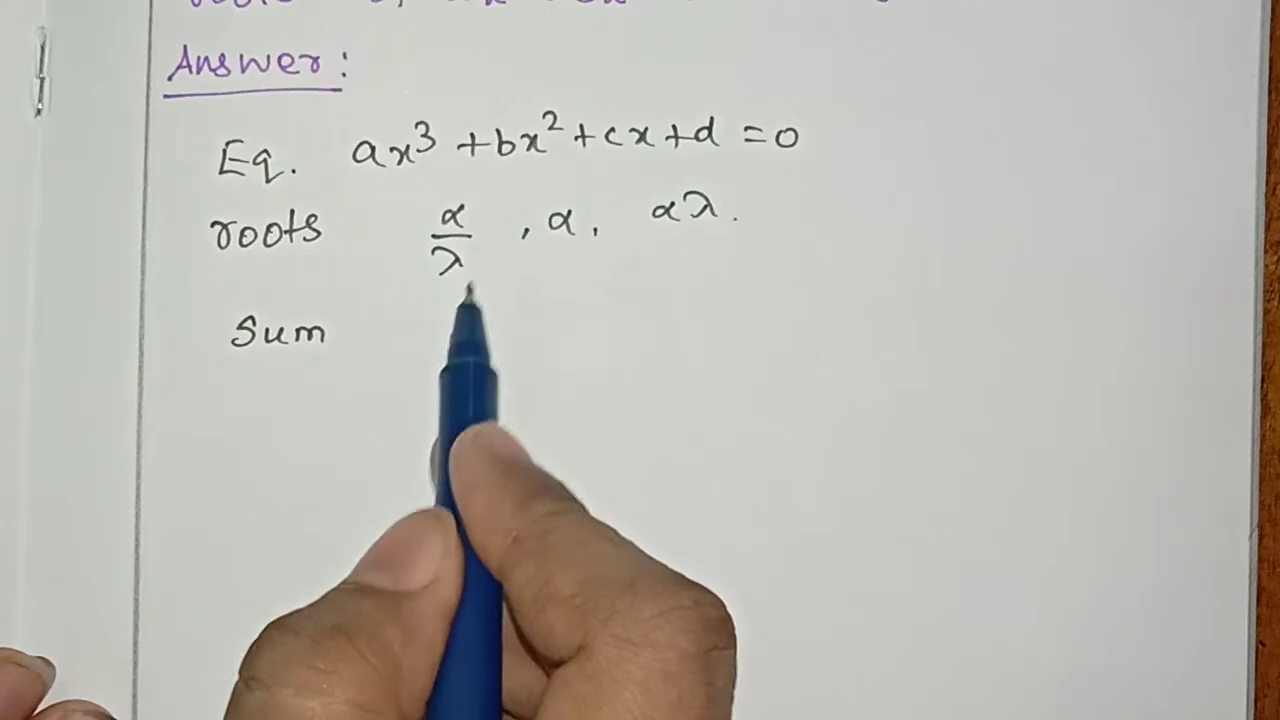 Answer:
Eq. ax³ + bx² + cx + d = 0
roots α/λ , α, αλ.
Sum